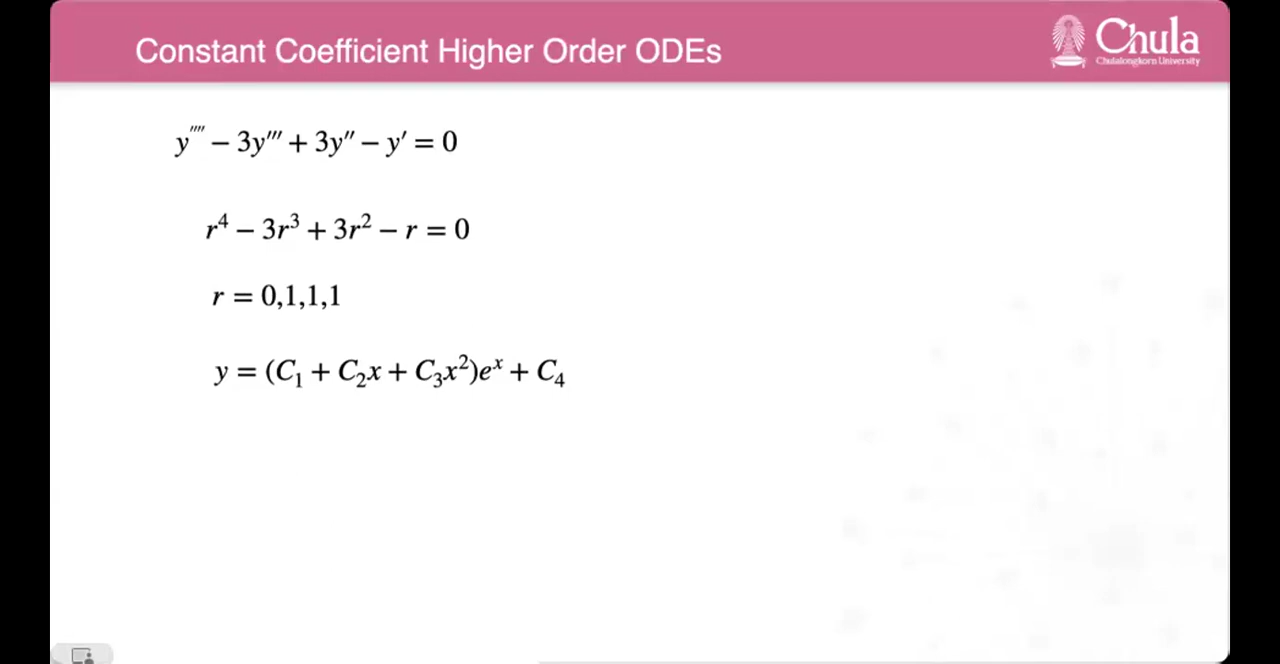 Constant Coefficient Higher Order ODEs
Chula
Chulalongkorn University
y'''' − 3y''' + 3y'' − y' = 0
r⁴ − 3r³ + 3r² − r = 0
r = 0,1,1,1
y = (C₁ + C₂x + C₃x²)eˣ + C₄